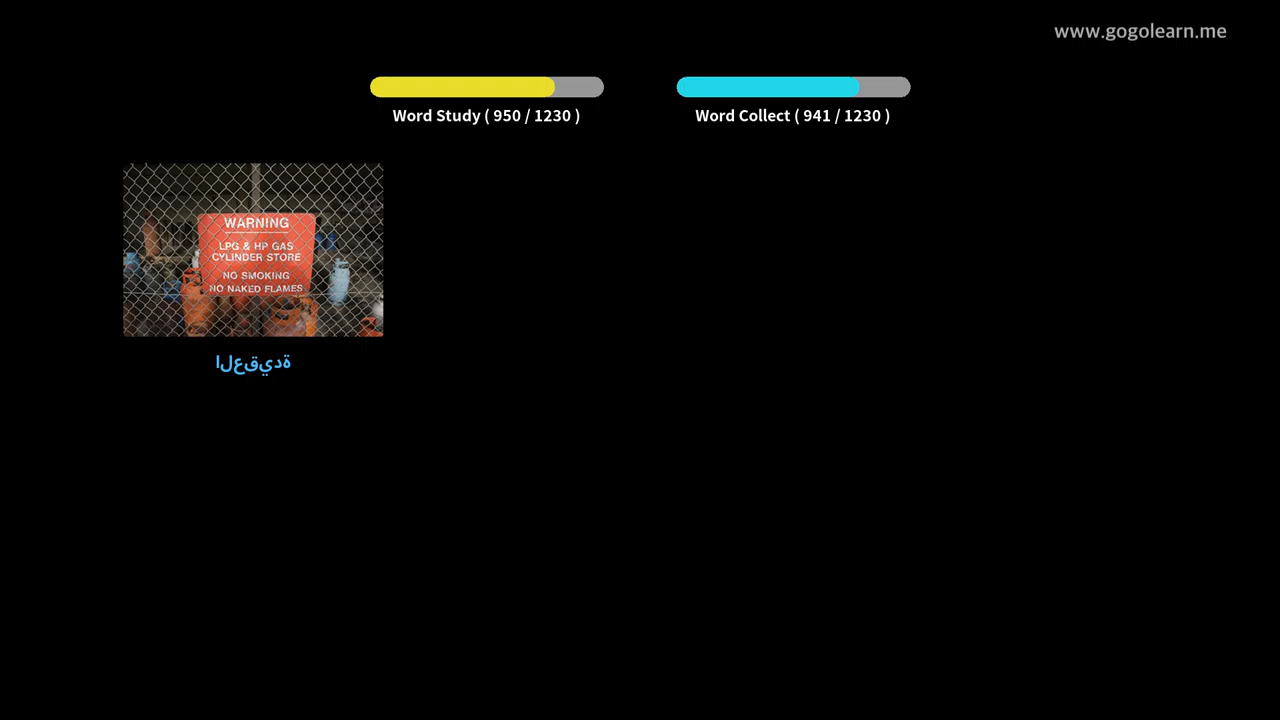 www.gogolearn.me
Word Study ( 950 / 1230 )
Word Collect ( 941 / 1230 )
WARNING
LPG & HP GAS
CYLINDER STORE
NO SMOKING
NO NAKED FLAMES
ةديقعلا